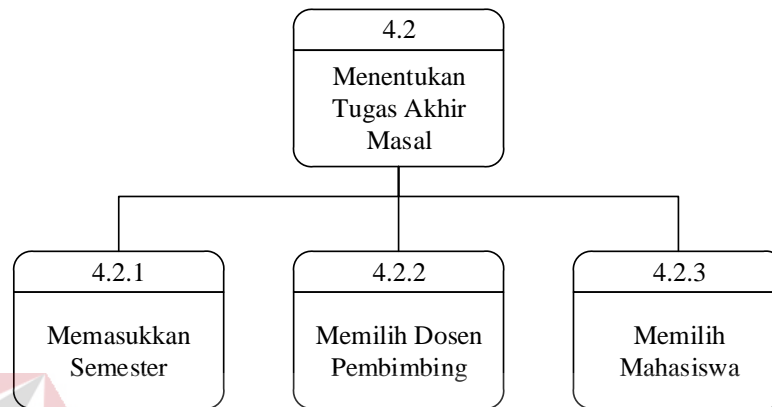 4.2
Menentukan
Tugas Akhir
Masal
4.2.1
Memasukkan
Semester
4.2.2
Memilih Dosen
Pembimbing
4.2.3
Memilih
Mahasiswa